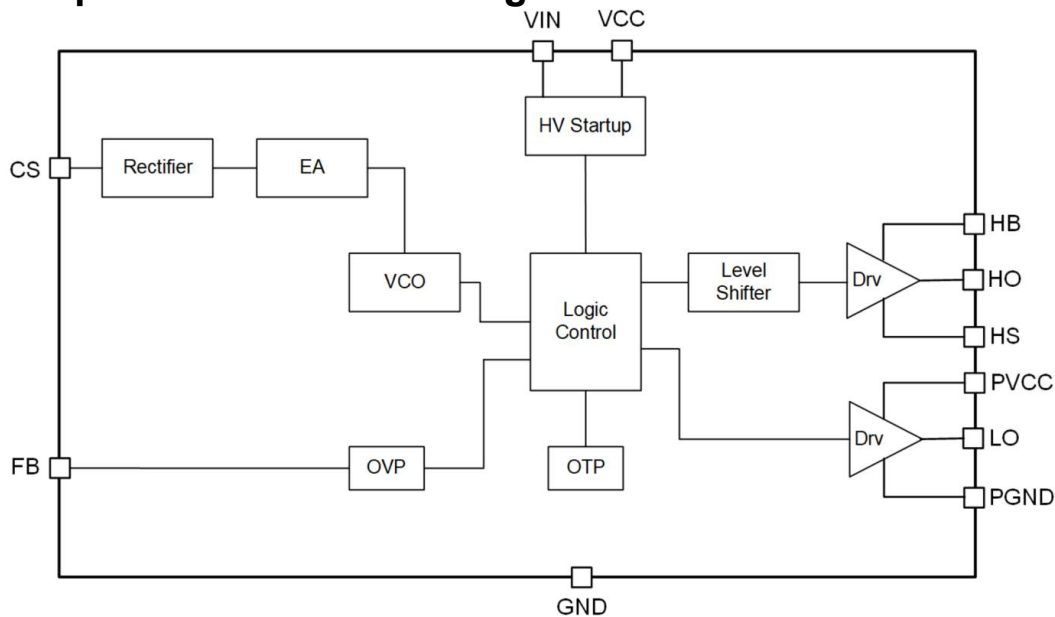 VIN
VCC
HV Startup
CS
Rectifier
EA
HB
VCO
Level
Shifter
Drv
HO
Logic
Control
HS
PVCC
Drv
LO
FB
OVP
OTP
PGND
GND